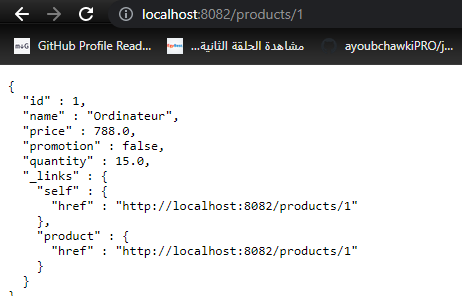 localhost:8082/products/1
GitHub Profile Read...
مشاهدة الحلقة الثانية...
ayoubchawkiPRO/j...
{
"id" : 1,
"name" : "Ordinateur",
"price" : 788.0,
"promotion" : false,
"quantity" : 15.0,
"_links" : {
"self" : {
"href" : "http://localhost:8082/products/1"
},
"product" : {
"href" : "http://localhost:8082/products/1"
}
}
}